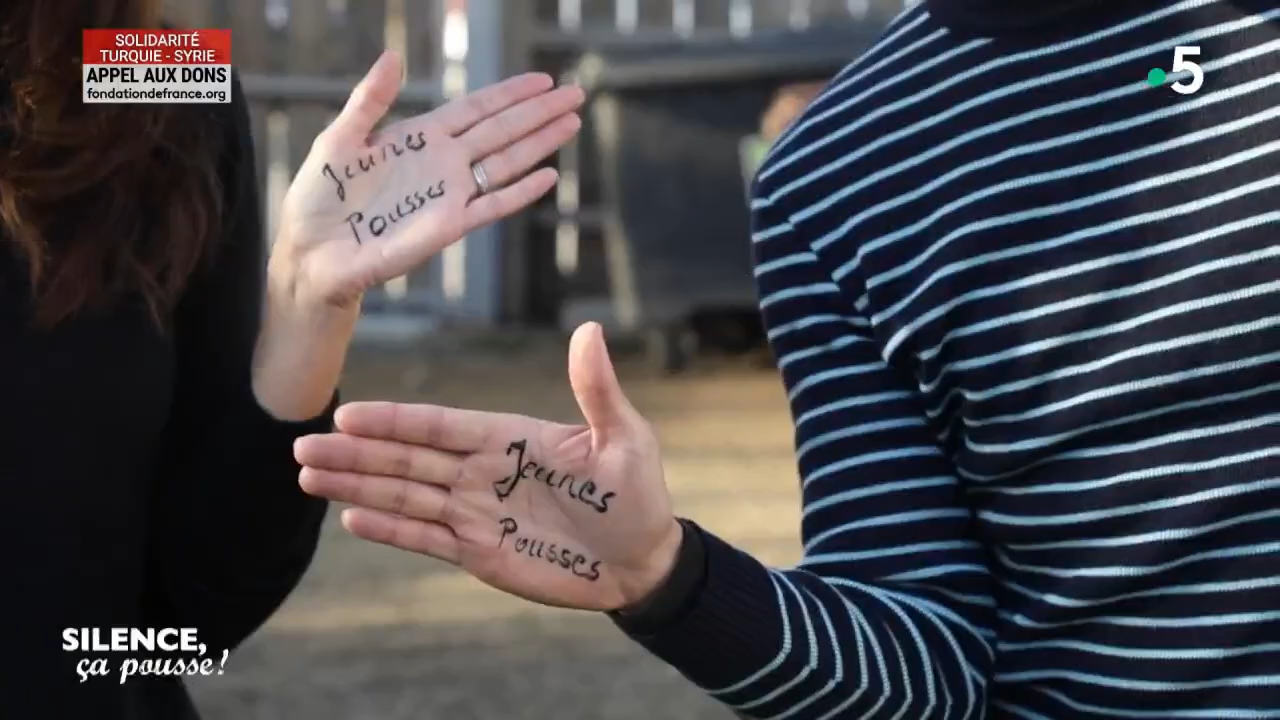 SOLIDARITÉ
TURQUIE - SYRIE
APPEL AUX DONS
fondationdefrance.org
5
Jeunes
Pousses
Jeunes
Pousses
SILENCE,
ça pousse!